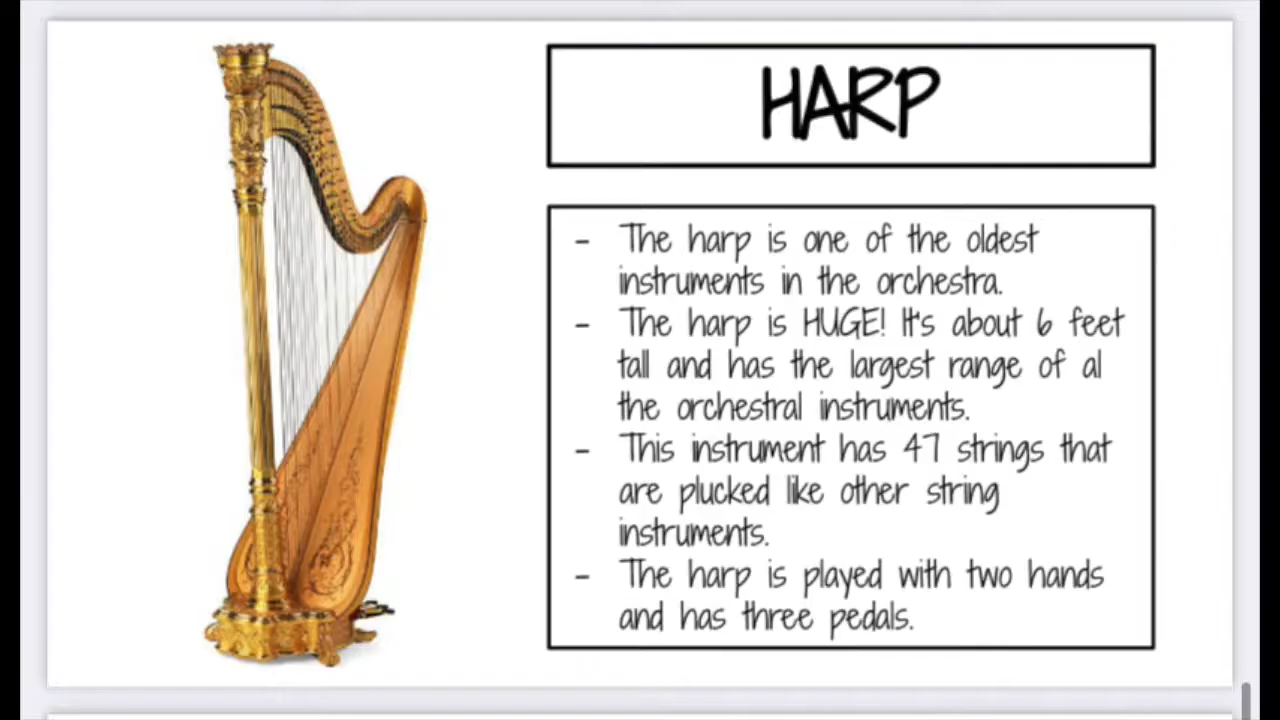 HARP
- The harp is one of the oldest
instruments in the orchestra.
- The harp is HUGE! It's about 6 feet
tall and has the largest range of al
the orchestral instruments.
- This instrument has 47 strings that
are plucked like other string
instruments.
- The harp is played with two hands
and has three pedals.